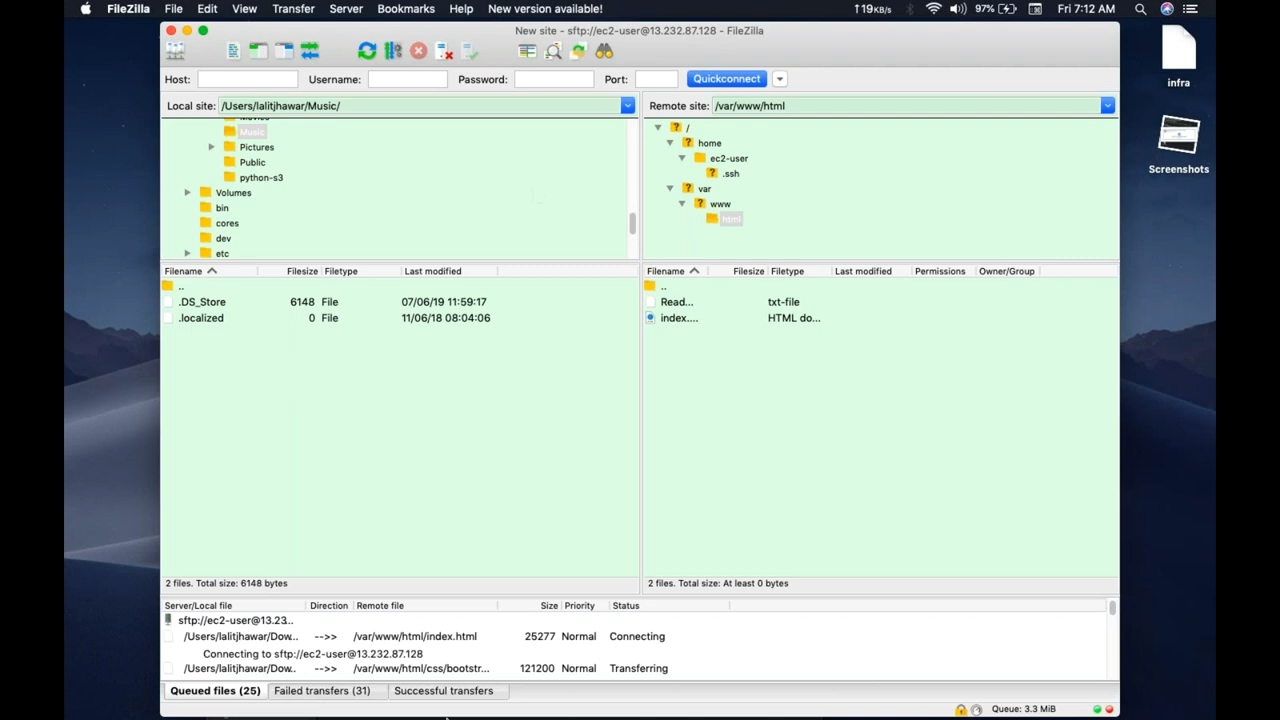 FileZilla File Edit View Transfer Server Bookmarks Help New version available! 119KB/s 97% Fri 7:12 AM
New site - sftp://ec2-user@13.232.87.128 - FileZilla
Host: Username: Password: Port: Quickconnect
Local site: /Users/lalitjhawar/Music/ Remote site: /var/www/html
Movies
Music
Pictures
Public
python-s3
Volumes
bin
cores
dev
etc
/
home
ec2-user
.ssh
var
www
html
Filename Filesize Filetype Last modified
..
.DS_Store 6148 File 07/06/19 11:59:17
.localized 0 File 11/06/18 08:04:06
2 files. Total size: 6148 bytes
Filename Filesize Filetype Last modified Permissions Owner/Group
..
Read... txt-file
index.... HTML do...
2 files. Total size: At least 0 bytes
Server/Local file Direction Remote file Size Priority Status
sftp://ec2-user@13.23...
/Users/lalitjhawar/Dow... -->> /var/www/html/index.html 25277 Normal Connecting
Connecting to sftp://ec2-user@13.232.87.128
/Users/lalitjhawar/Dow... -->> /var/www/html/css/bootstr... 121200 Normal Transferring
Queued files (25) Failed transfers (31) Successful transfers
Queue: 3.3 MiB
infra
Screenshots